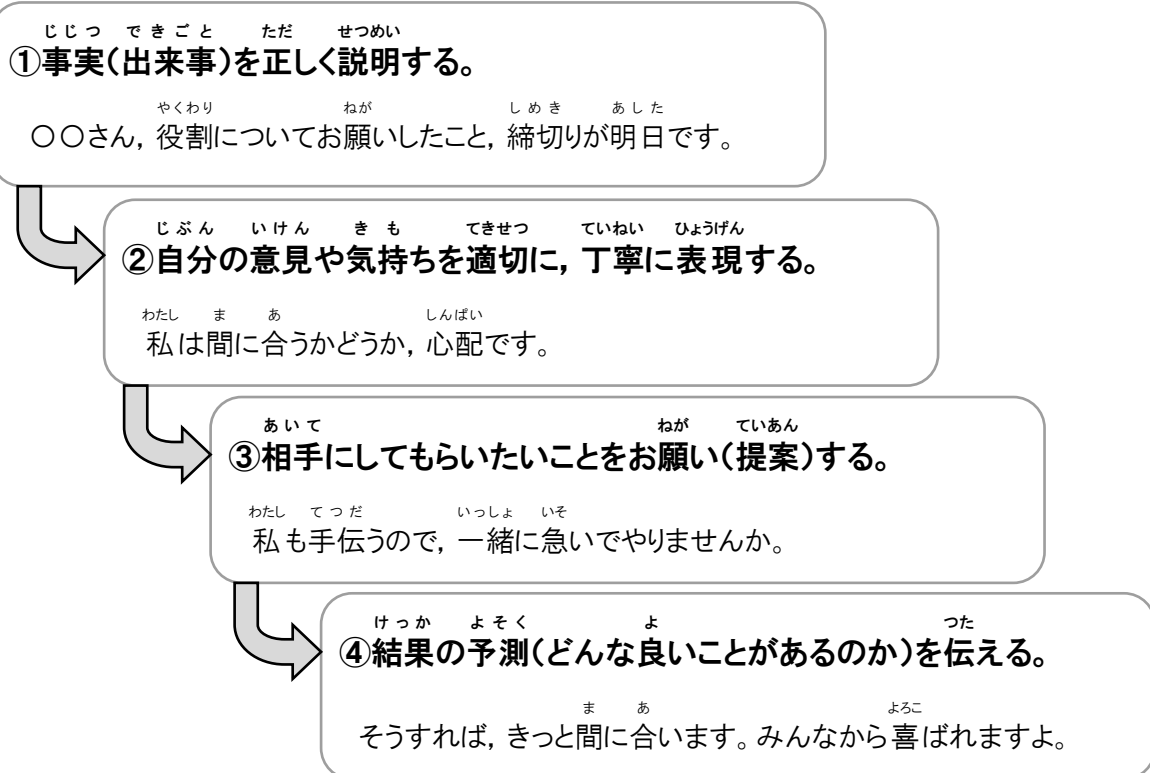 じじつ できごと ただ せつめい
①事実(出来事)を正しく説明する。
やくわり ねが しめき あした
〇〇さん, 役割についてお願いしたこと, 締切りが明日です。
じぶん いけん きも てきせつ ていねい ひょうげん
②自分の意見や気持ちを適切に, 丁寧に表現する。
わたし ま あ しんぱい
私は間に合うかどうか, 心配です。
あいて ねが ていあん
③相手にしてもらいたいことをお願い(提案)する。
わたし てつだ いっしょ いそ
私も手伝うので, 一緒に急いでやりませんか。
けっか よそく よ つた
④結果の予測(どんな良いことがあるのか)を伝える。
ま あ よろこ
そうすれば, きっと間に合います。みんなから喜ばれますよ。